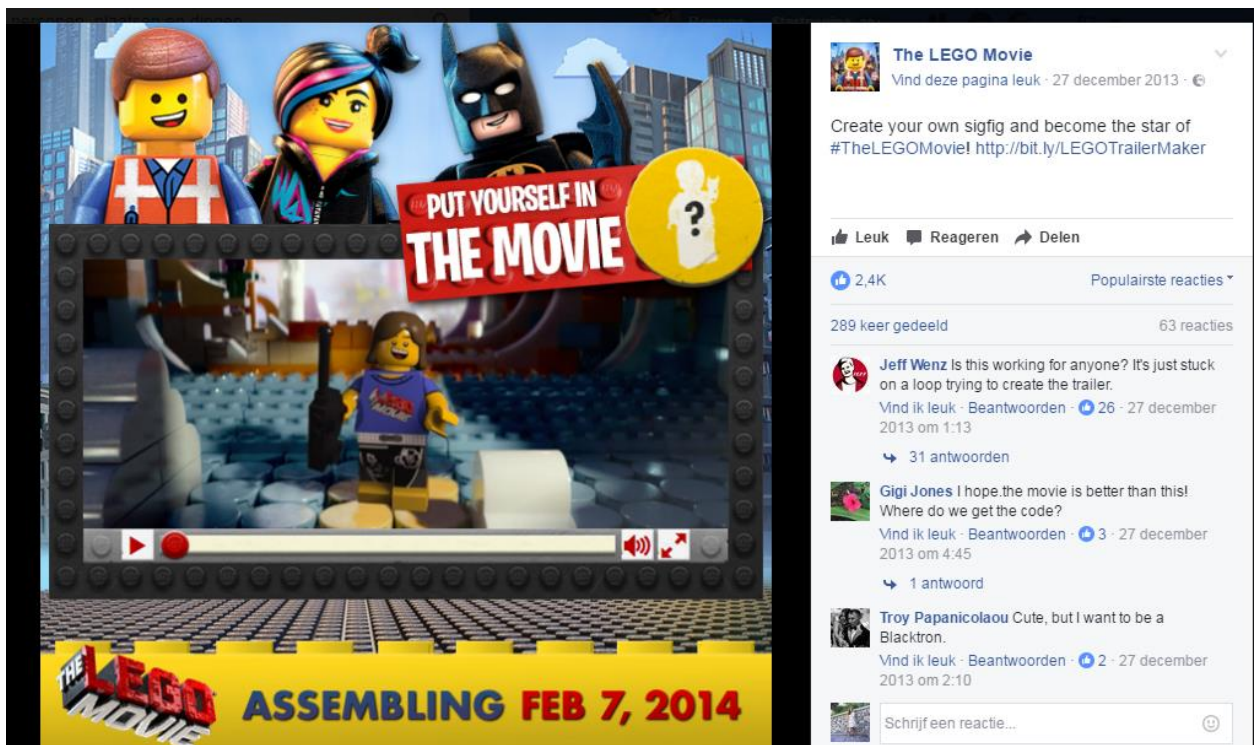 PUT YOURSELF IN
THE MOVIE
?
LEGO
MOVIE
THE
LEGO
MOVIE
ASSEMBLING FEB 7, 2014
The LEGO Movie
Vind deze pagina leuk · 27 december 2013 ·
Create your own sigfig and become the star of
#TheLEGOMovie! http://bit.ly/LEGOTrailerMaker
Leuk Reageren Delen
2,4K Populairste reacties
289 keer gedeeld 63 reacties
Jeff Wenz Is this working for anyone? It's just stuck
on a loop trying to create the trailer.
Vind ik leuk · Beantwoorden · 26 · 27 december
2013 om 1:13
31 antwoorden
Gigi Jones I hope.the movie is better than this!
Where do we get the code?
Vind ik leuk · Beantwoorden · 3 · 27 december
2013 om 4:45
1 antwoord
Troy Papanicolaou Cute, but I want to be a
Blacktron.
Vind ik leuk · Beantwoorden · 2 · 27 december
2013 om 2:10
Schrijf een reactie...